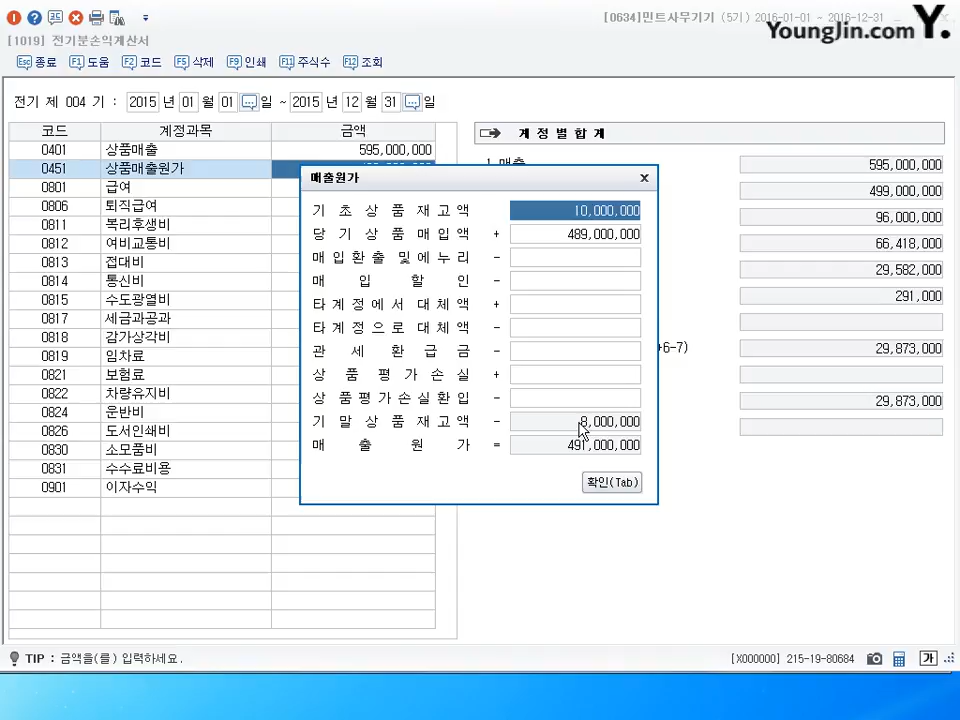 [0634]민트사무기기 (5기) 2016-01-01 ~ 2016-12-31
YoungJin.com Y.
[1019] 전기분손익계산서
Esc 종료 F1 도움 F2 코드 F5 삭제 F9 인쇄 F11 주식수 F12 조회
전기 제 004 기 : 2015 년 01 월 01 ... 일 ~ 2015 년 12 월 31 ... 일
코드 계정과목 금액
계 정 별 합 계
0401 상품매출 595,000,000
1.매출 595,000,000
0451 상품매출원가
0801 급여
499,000,000
0806 퇴직급여
96,000,000
0811 복리후생비
0812 여비교통비
66,418,000
0813 접대비
29,582,000
0814 통신비
0815 수도광열비
291,000
0817 세금과공과
0818 감가상각비
0819 임차료
+6-7) 29,873,000
0821 보험료
0822 차량유지비
29,873,000
0824 운반비
0826 도서인쇄비
0830 소모품비
0831 수수료비용
0901 이자수익
매출원가 x
기 초 상 품 재 고 액 10,000,000
당 기 상 품 매 입 액 + 489,000,000
매 입 환 출 및 에 누 리 -
매 입 할 인 -
타 계 정 에 서 대 체 액 +
타 계 정 으 로 대 체 액 -
관 세 환 급 금 -
상 품 평 가 손 실 +
상 품 평 가 손 실 환 입 -
기 말 상 품 재 고 액 - 8,000,000
매 출 원 가 = 491,000,000
확인(Tab)
TIP : 금액을(를) 입력하세요.
[X000000] 215-19-80684 가